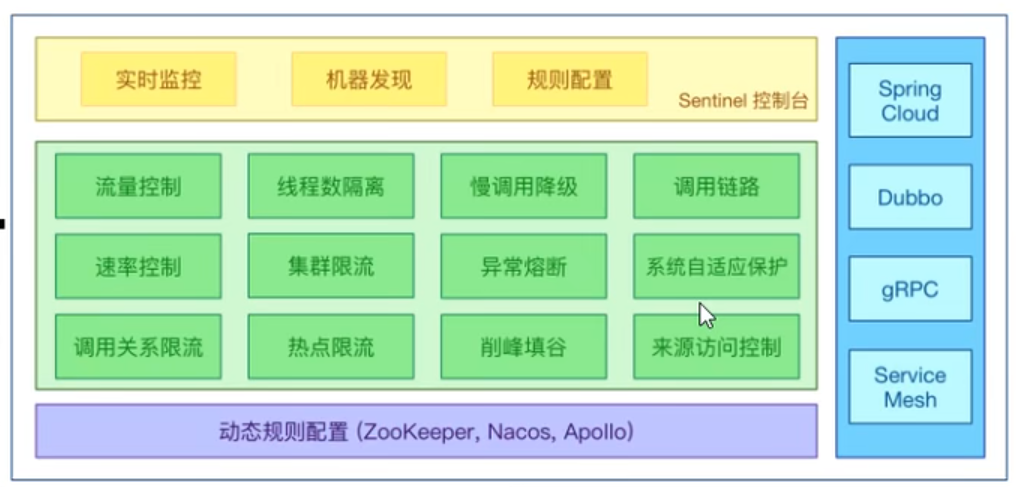 实时监控
机器发现
规则配置
Sentinel 控制台
流量控制
线程数隔离
慢调用降级
调用链路
速率控制
集群限流
异常熔断
系统自适应保护
调用关系限流
热点限流
削峰填谷
来源访问控制
动态规则配置 (ZooKeeper, Nacos, Apollo)
Spring
Cloud
Dubbo
gRPC
Service
Mesh